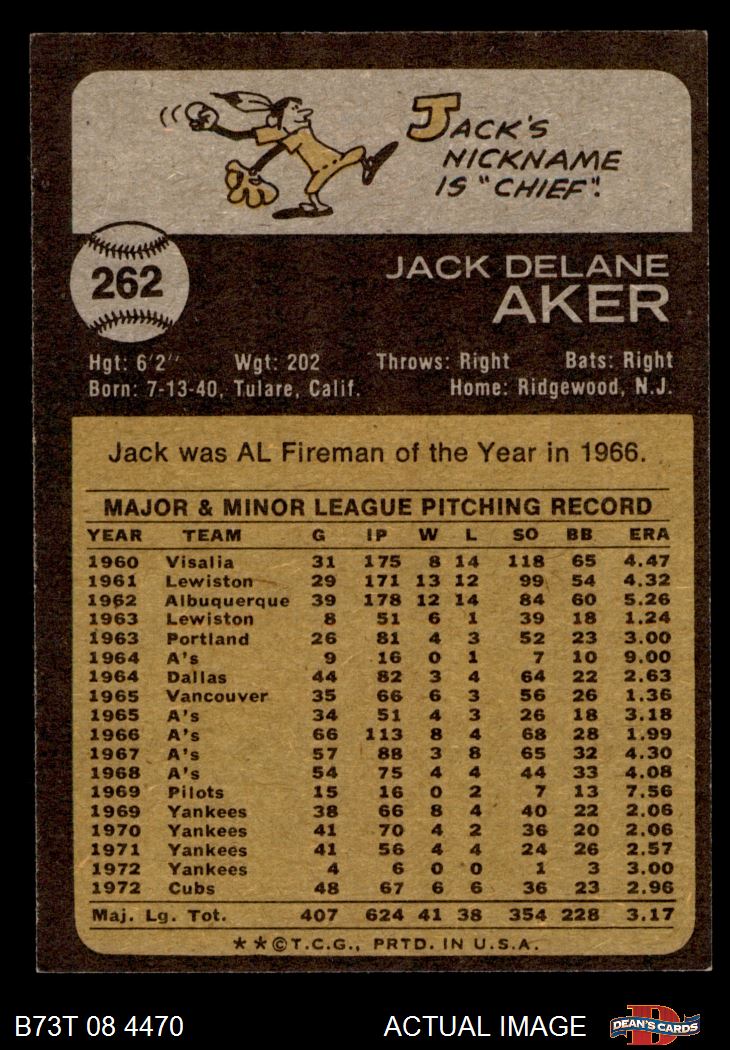 JACK'S
NICKNAME
IS "CHIEF".
262
JACK DELANE
AKER
Hgt: 6'2" Wgt: 202 Throws: Right Bats: Right
Born: 7-13-40, Tulare, Calif. Home: Ridgewood, N.J.
Jack was AL Fireman of the Year in 1966.
MAJOR & MINOR LEAGUE PITCHING RECORD
YEAR TEAM G IP W L SO BB ERA
1960 Visalia 31 175 8 14 118 65 4.47
1961 Lewiston 29 171 13 12 99 54 4.32
1962 Albuquerque 39 178 12 14 84 60 5.26
1963 Lewiston 8 51 6 1 39 18 1.24
1963 Portland 26 81 4 3 52 23 3.00
1964 A's 9 16 0 1 7 10 9.00
1964 Dallas 44 82 3 4 64 22 2.63
1965 Vancouver 35 66 6 3 56 26 1.36
1965 A's 34 51 4 3 26 18 3.18
1966 A's 66 113 8 4 68 28 1.99
1967 A's 57 88 3 8 65 32 4.30
1968 A's 54 75 4 4 44 33 4.08
1969 Pilots 15 16 0 2 7 13 7.56
1969 Yankees 38 66 8 4 40 22 2.06
1970 Yankees 41 70 4 2 36 20 2.06
1971 Yankees 41 56 4 4 24 26 2.57
1972 Yankees 4 6 0 0 1 3 3.00
1972 Cubs 48 67 6 6 36 23 2.96
Maj. Lg. Tot. 407 624 41 38 354 228 3.17
**©T.C.G., PRTD. IN U.S.A.
B73T 08 4470 ACTUAL IMAGE D DEAN'S CARDS